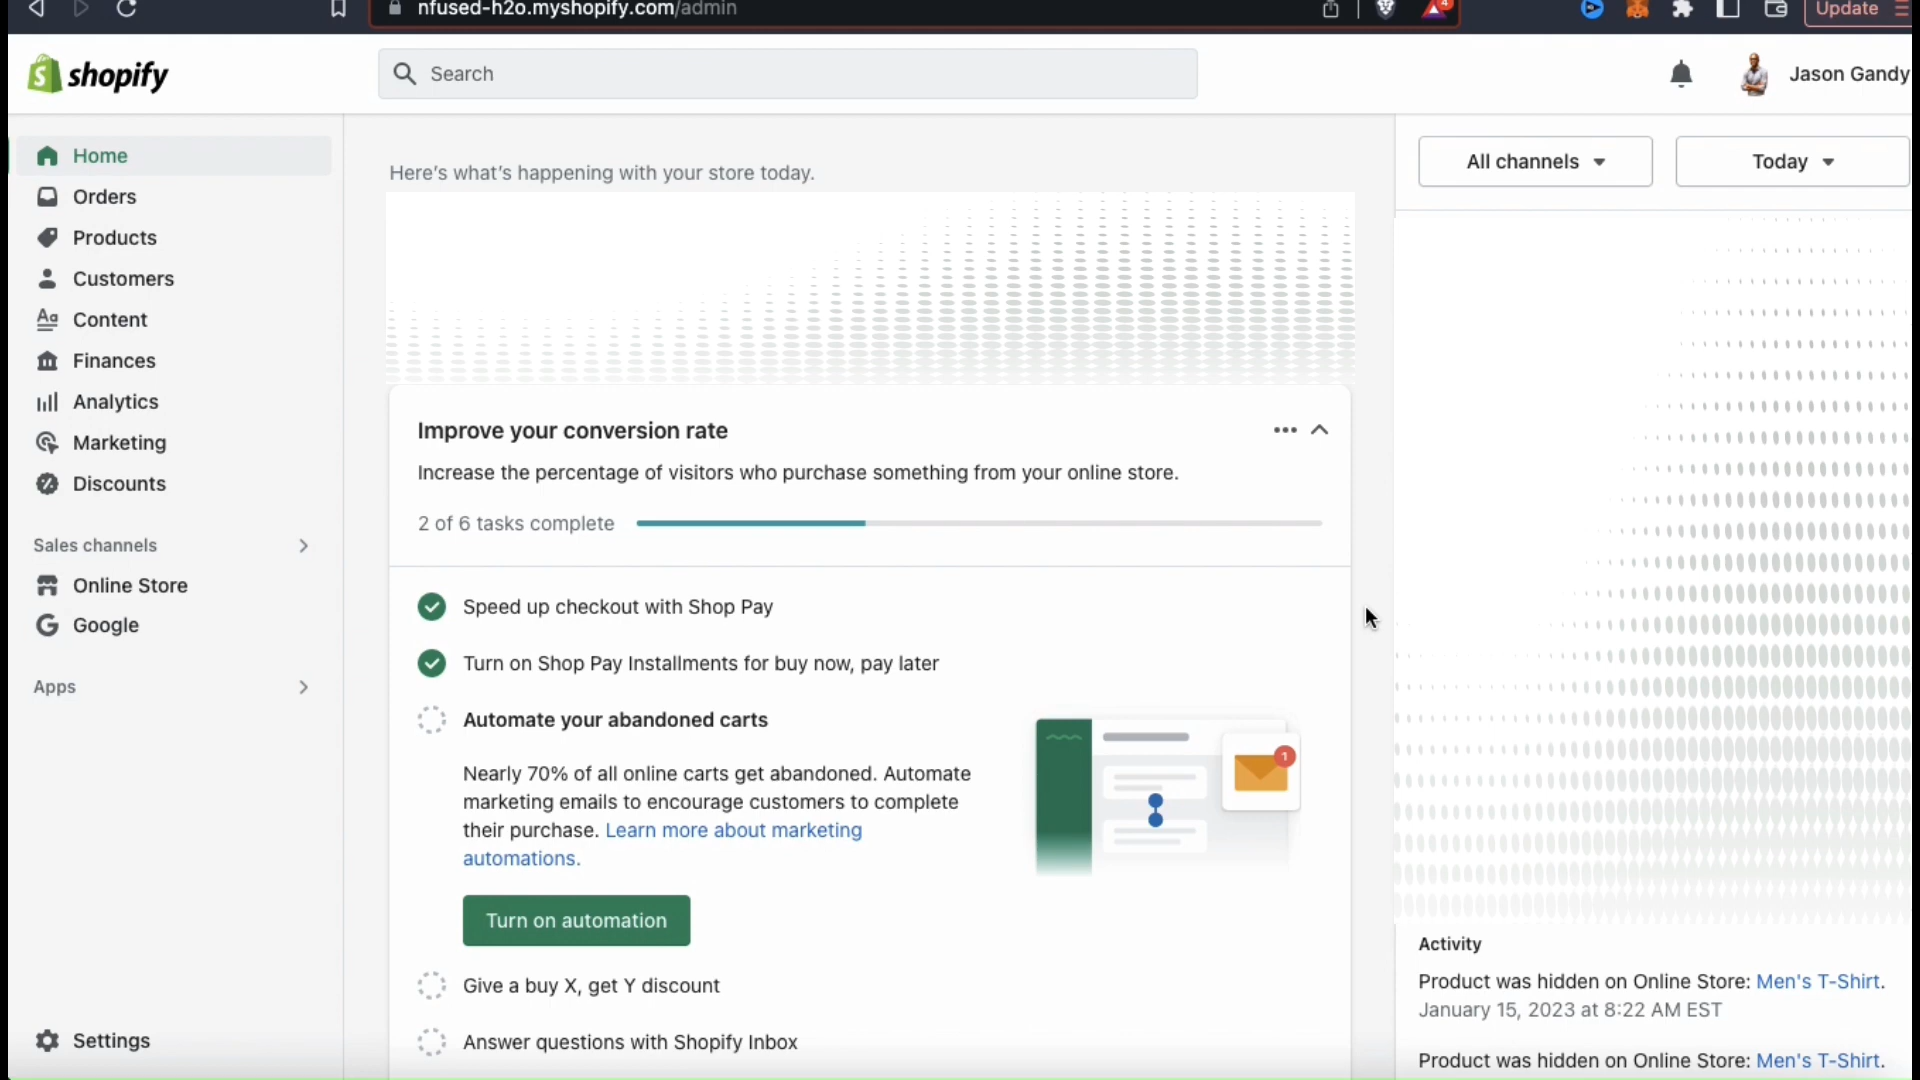 nfused-h2o.myshopify.com/admin
4
Update
shopify
Search
Jason Gandy
Home
Orders
Products
Customers
Content
Finances
Analytics
Marketing
Discounts
Sales channels
Online Store
Google
Apps
Settings
Here's what's happening with your store today.
Improve your conversion rate
Increase the percentage of visitors who purchase something from your online store.
2 of 6 tasks complete
Speed up checkout with Shop Pay
Turn on Shop Pay Installments for buy now, pay later
Automate your abandoned carts
Nearly 70% of all online carts get abandoned. Automate
marketing emails to encourage customers to complete
their purchase. Learn more about marketing
automations.
1
Turn on automation
Give a buy X, get Y discount
Answer questions with Shopify Inbox
All channels
Today
Activity
Product was hidden on Online Store: Men's T-Shirt.
January 15, 2023 at 8:22 AM EST
Product was hidden on Online Store: Men's T-Shirt.